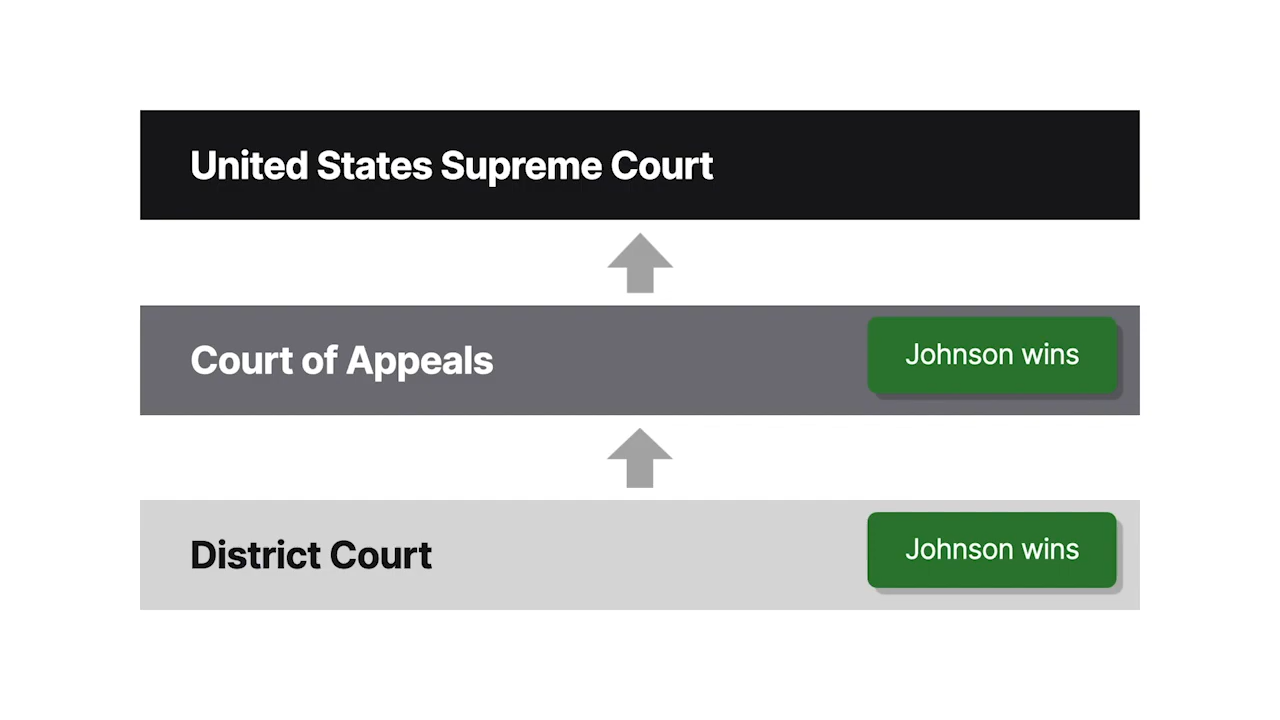 United States Supreme Court
Court of Appeals
Johnson wins
District Court
Johnson wins